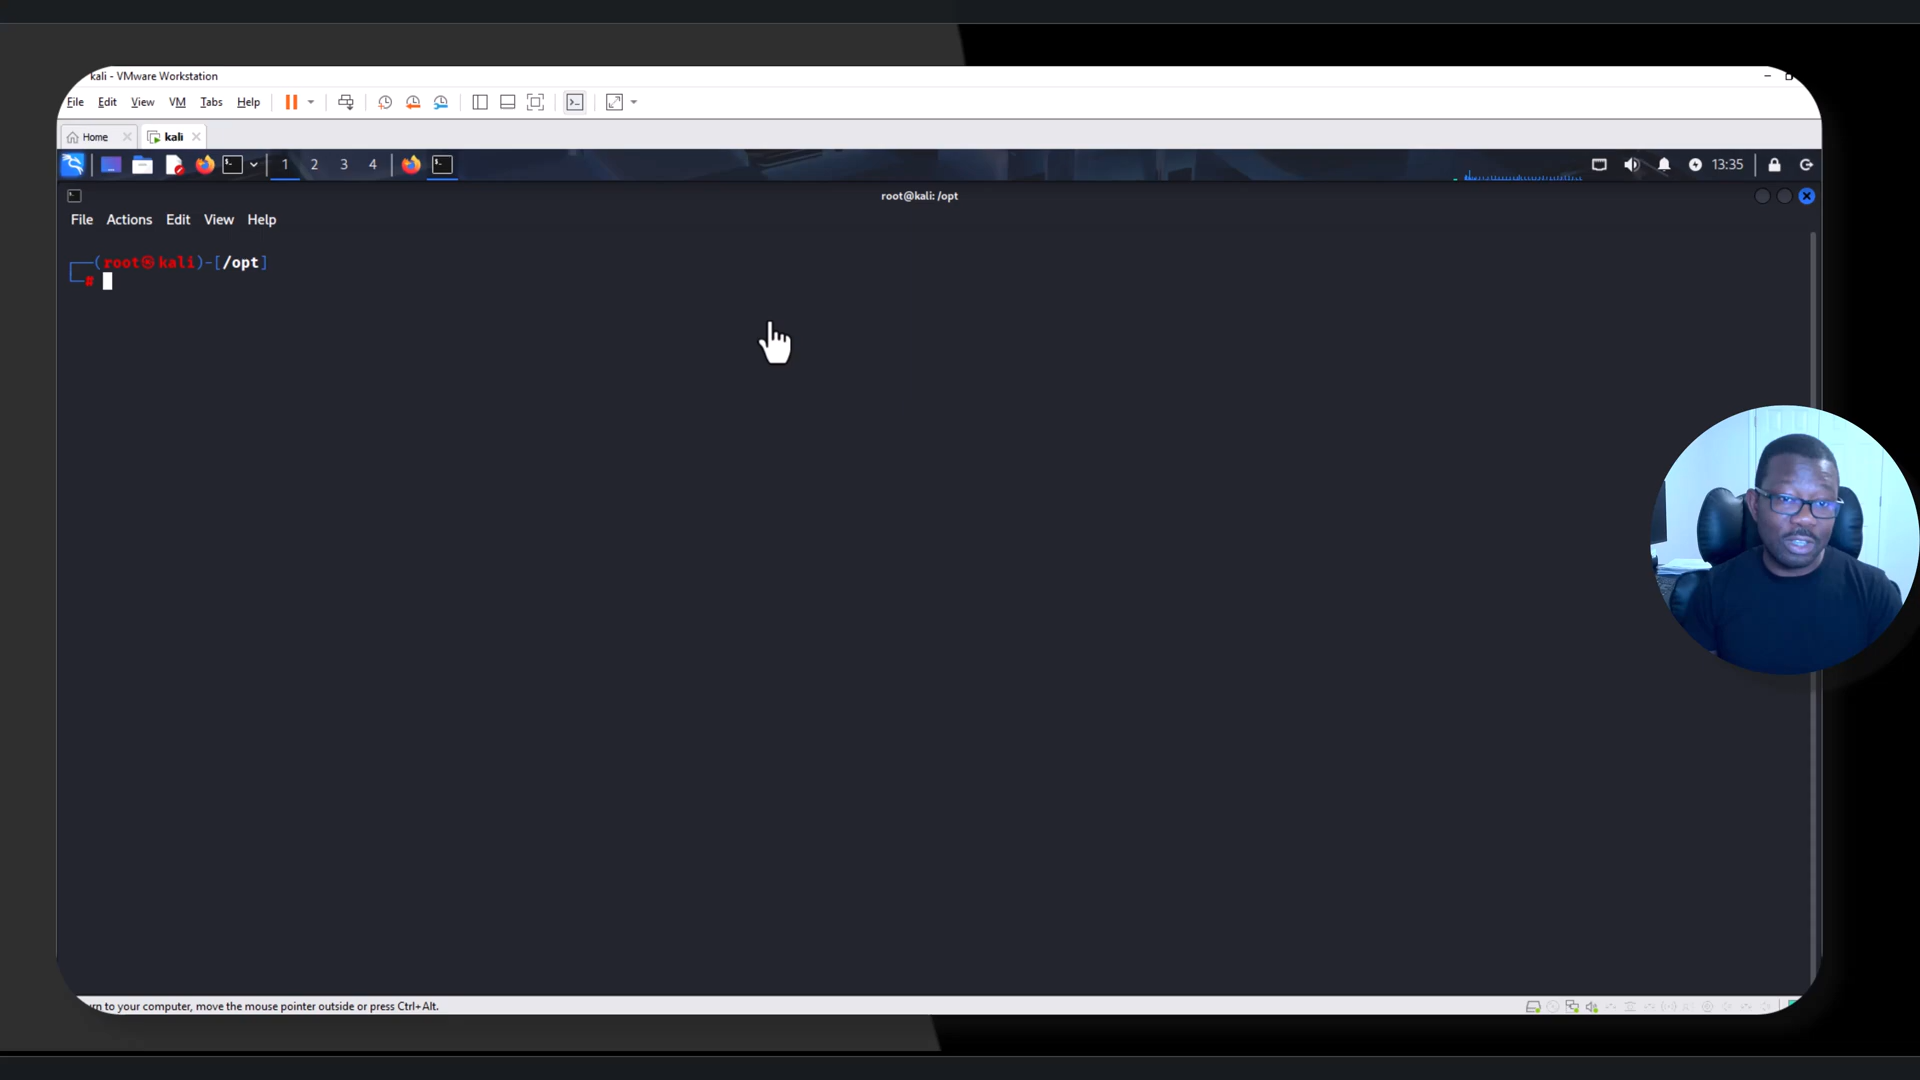 kali - VMware Workstation
File Edit View VM Tabs Help
Home kali
1 2 3 4 13:35
root@kali: /opt
File Actions Edit View Help
(root㉿kali)-[/opt]
#
rn to your computer, move the mouse pointer outside or press Ctrl+Alt.